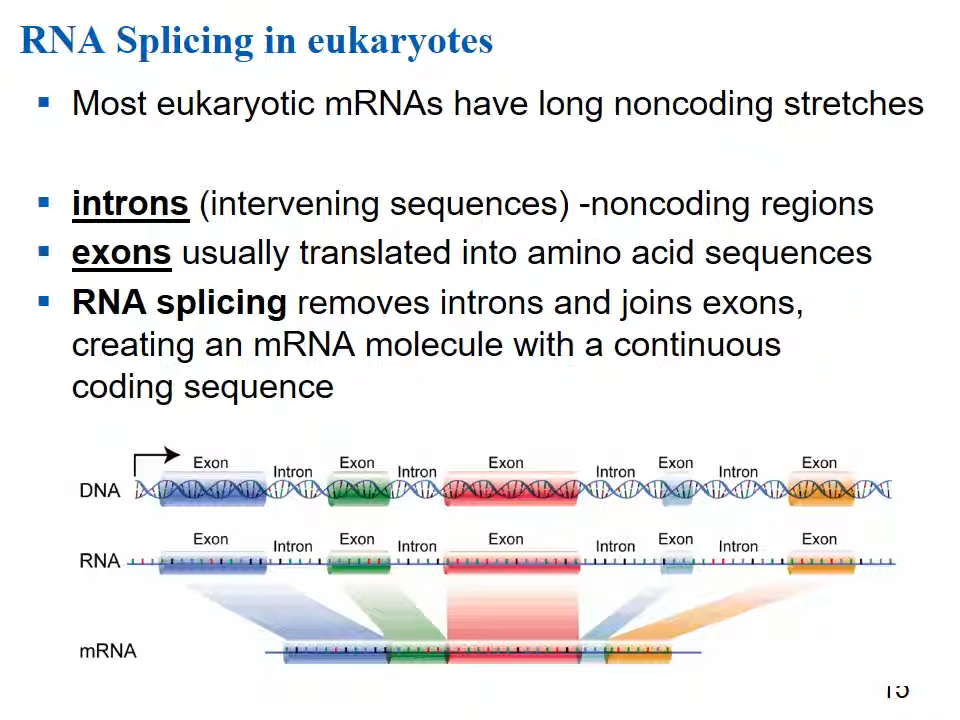 RNA Splicing in eukaryotes
▪ Most eukaryotic mRNAs have long noncoding stretches
▪ introns (intervening sequences) -noncoding regions
▪ exons usually translated into amino acid sequences
▪ RNA splicing removes introns and joins exons,
creating an mRNA molecule with a continuous
coding sequence
Exon Intron Exon Intron Exon Intron Exon Intron Exon
DNA
Exon Intron Exon Intron Exon Intron Exon Intron Exon
RNA
mRNA
15